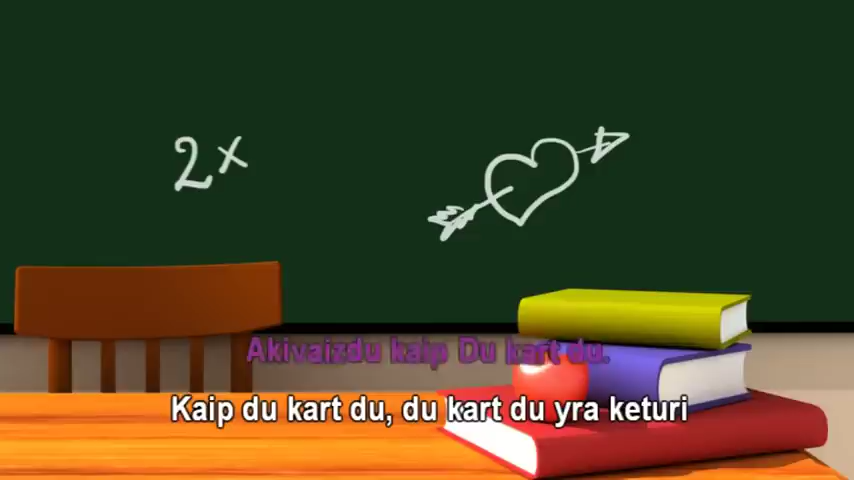 2x
Akivaizdu kaip Du kart du.
Kaip du kart du, du kart du yra keturi